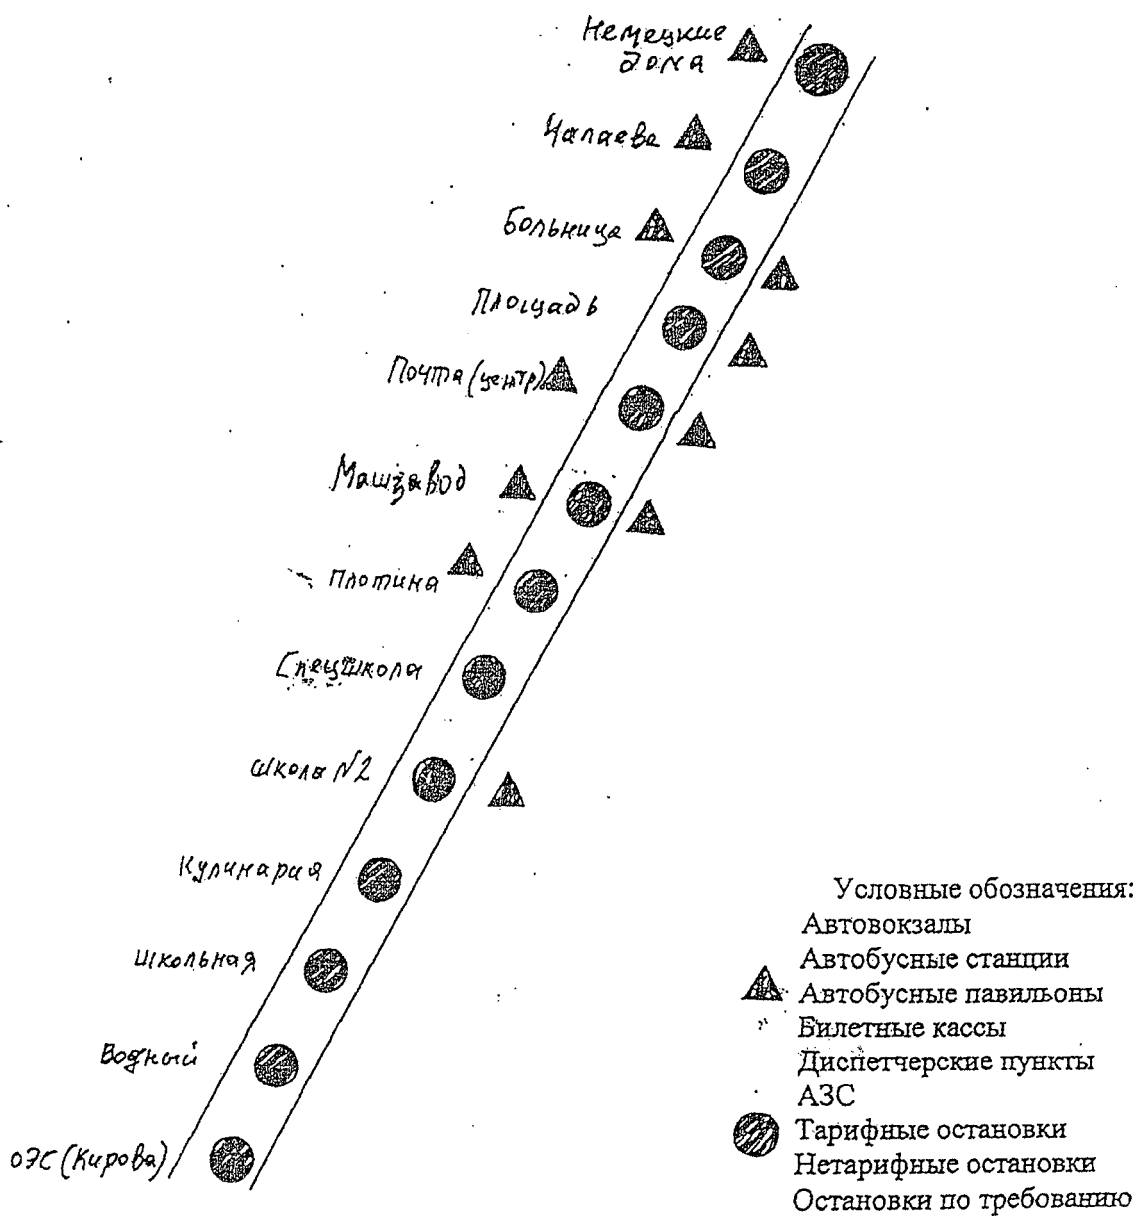 Немецкие
дома
Чапаева
Больница
Площадь
Почта (центр)
Машзавод
Плотина
Спецшкола
Школа N2
Кулинария
Школьная
Водный
ОЭС (Кирова)
Условные обозначения:
Автовокзалы
Автобусные станции
Автобусные павильоны
Билетные кассы
Диспетчерские пункты
АЗС
Тарифные остановки
Нетарифные остановки
Остановки по требованию